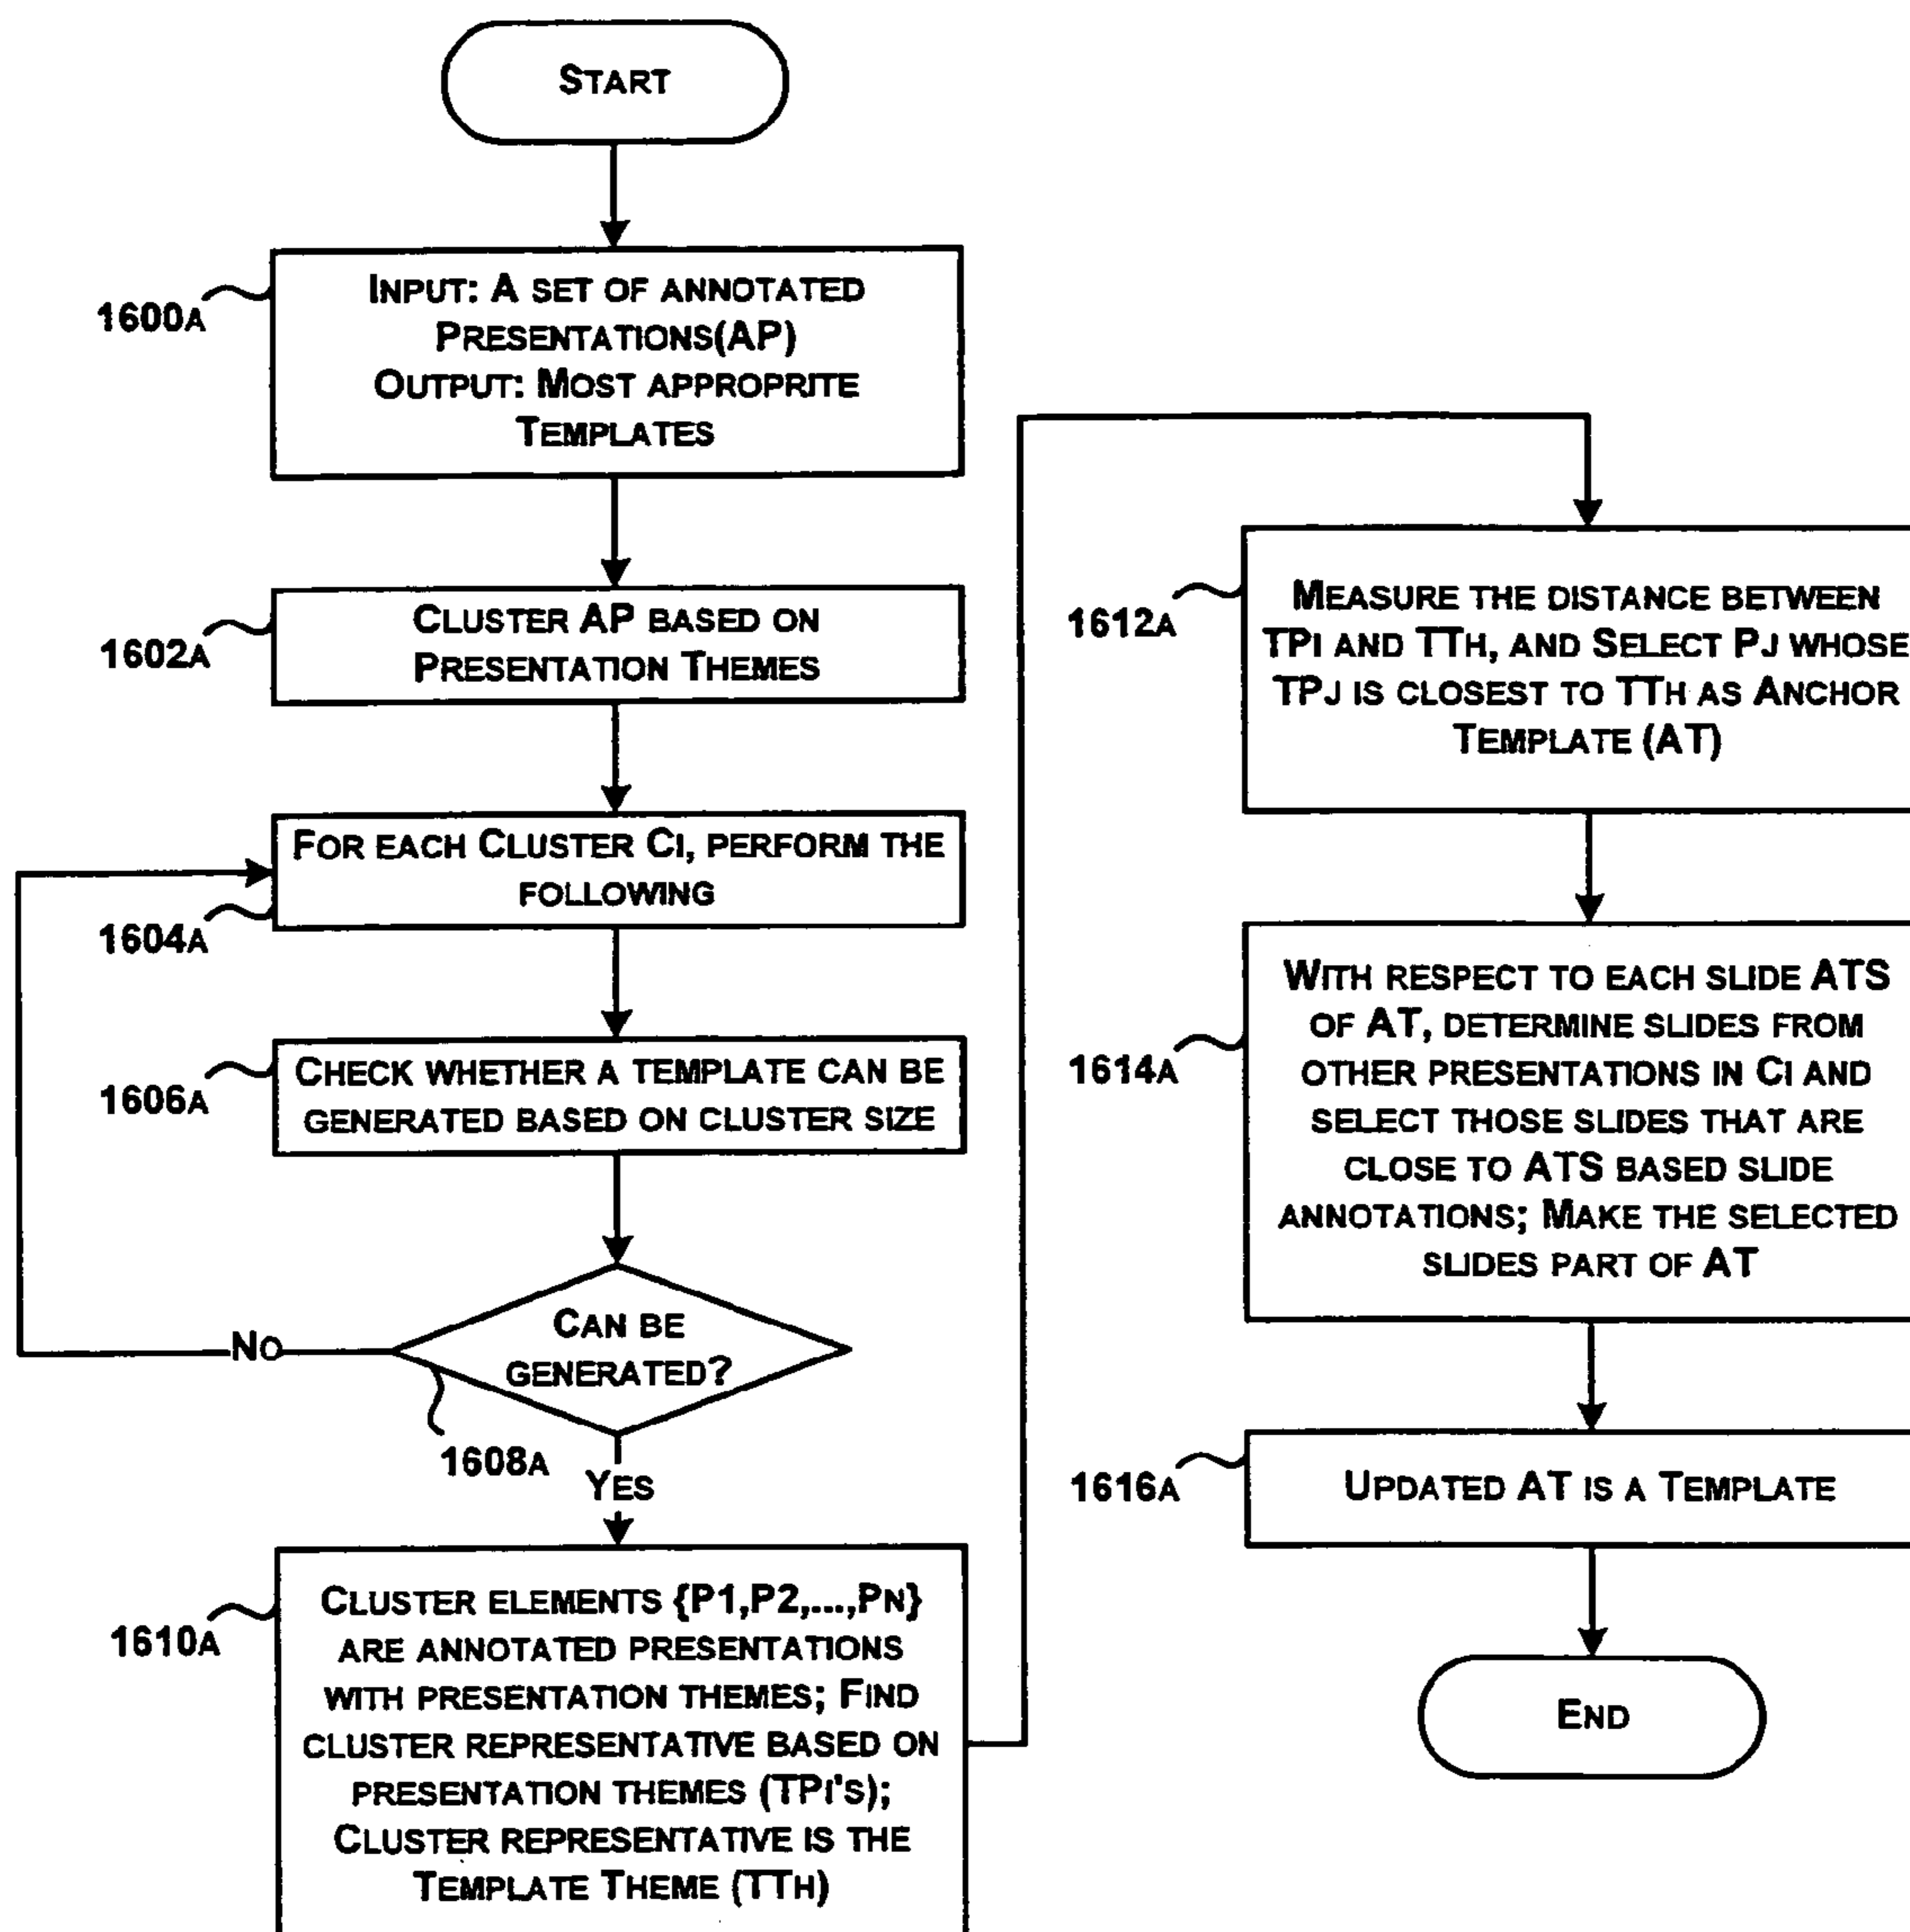 START
1600A
INPUT: A SET OF ANNOTATED
PRESENTATIONS(AP)
OUTPUT: MOST APPROPRITE
TEMPLATES
1602A
CLUSTER AP BASED ON
PRESENTATION THEMES
1604A
FOR EACH CLUSTER CI, PERFORM THE
FOLLOWING
1606A
CHECK WHETHER A TEMPLATE CAN BE
GENERATED BASED ON CLUSTER SIZE
CAN BE
GENERATED?
NO
1608A
YES
1610A
CLUSTER ELEMENTS {P1,P2,...,PN}
ARE ANNOTATED PRESENTATIONS
WITH PRESENTATION THEMES; FIND
CLUSTER REPRESENTATIVE BASED ON
PRESENTATION THEMES (TPI'S);
CLUSTER REPRESENTATIVE IS THE
TEMPLATE THEME (TTH)
1612A
MEASURE THE DISTANCE BETWEEN
TPI AND TTH, AND SELECT PJ WHOSE
TPJ IS CLOSEST TO TTH AS ANCHOR
TEMPLATE (AT)
1614A
WITH RESPECT TO EACH SLIDE ATS
OF AT, DETERMINE SLIDES FROM
OTHER PRESENTATIONS IN CI AND
SELECT THOSE SLIDES THAT ARE
CLOSE TO ATS BASED SLIDE
ANNOTATIONS; MAKE THE SELECTED
SLIDES PART OF AT
1616A
UPDATED AT IS A TEMPLATE
END